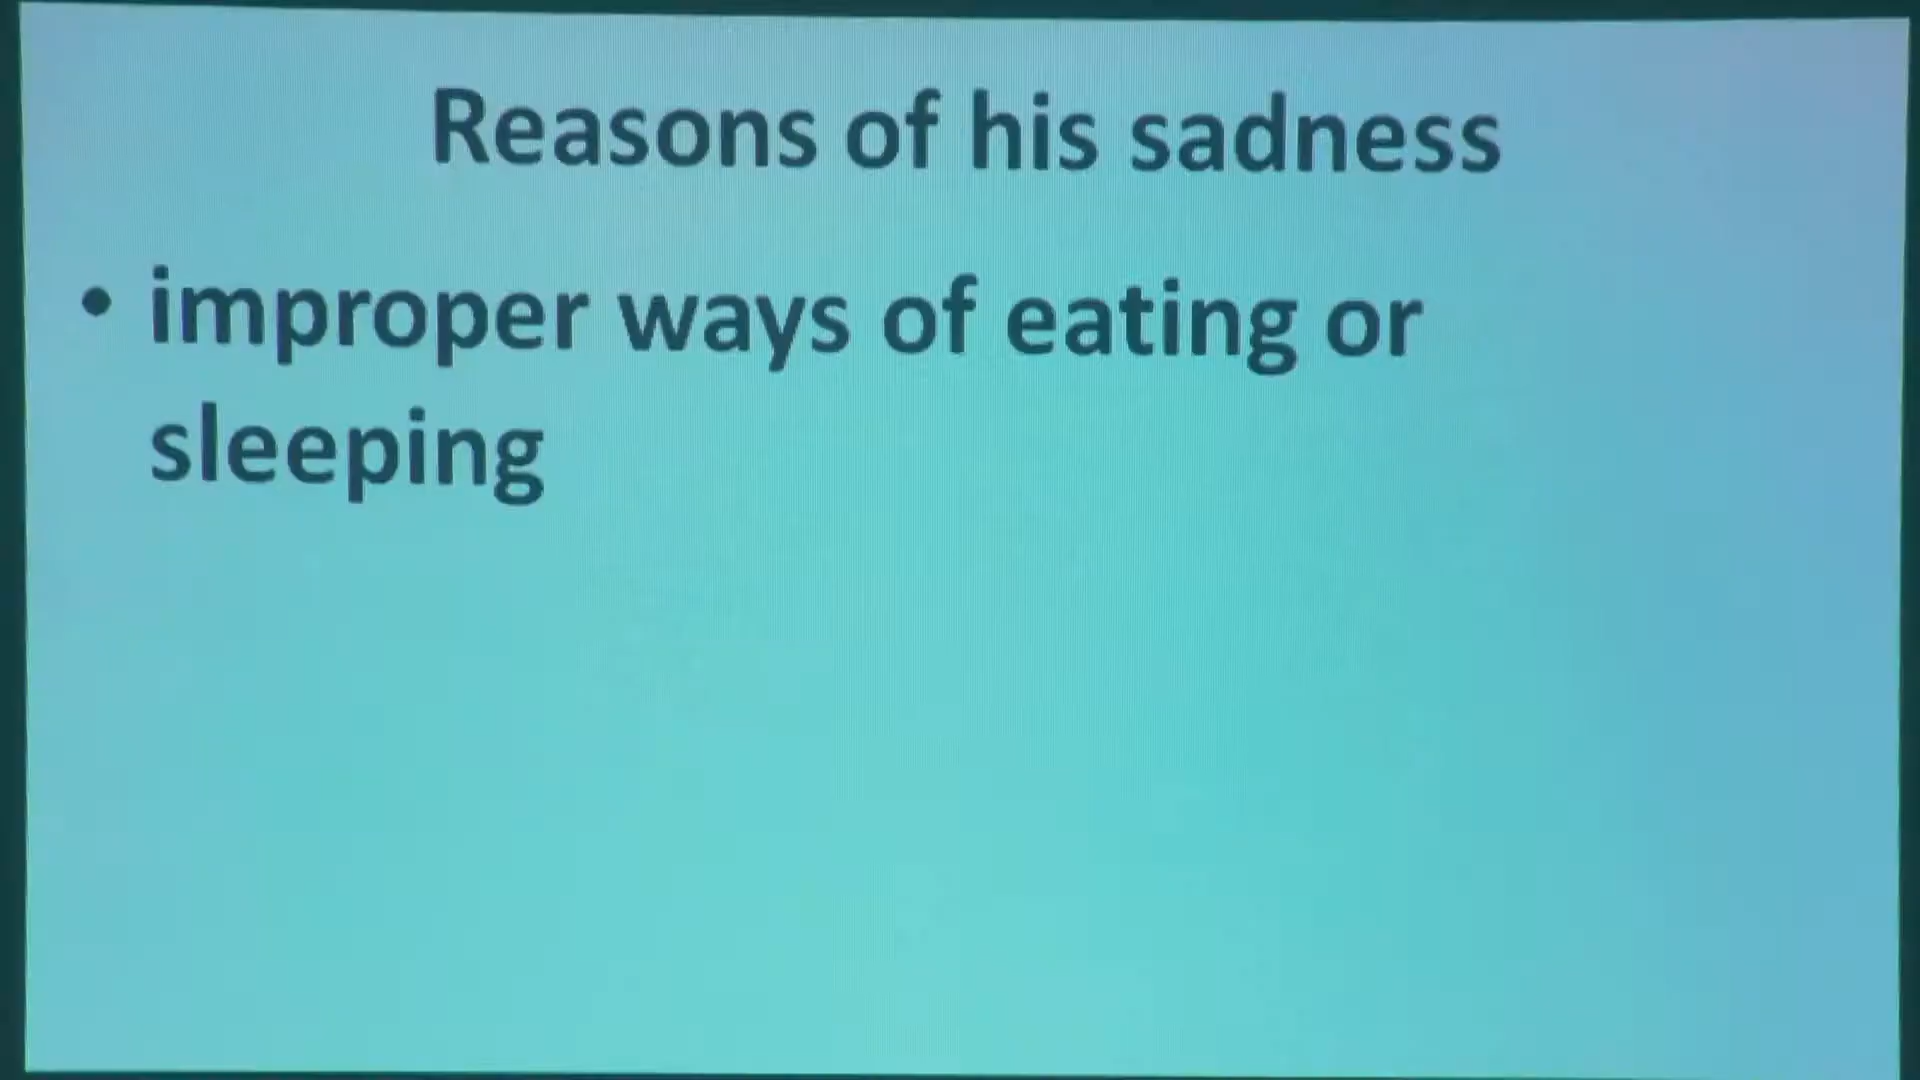 Reasons of his sadness
• improper ways of eating or
sleeping